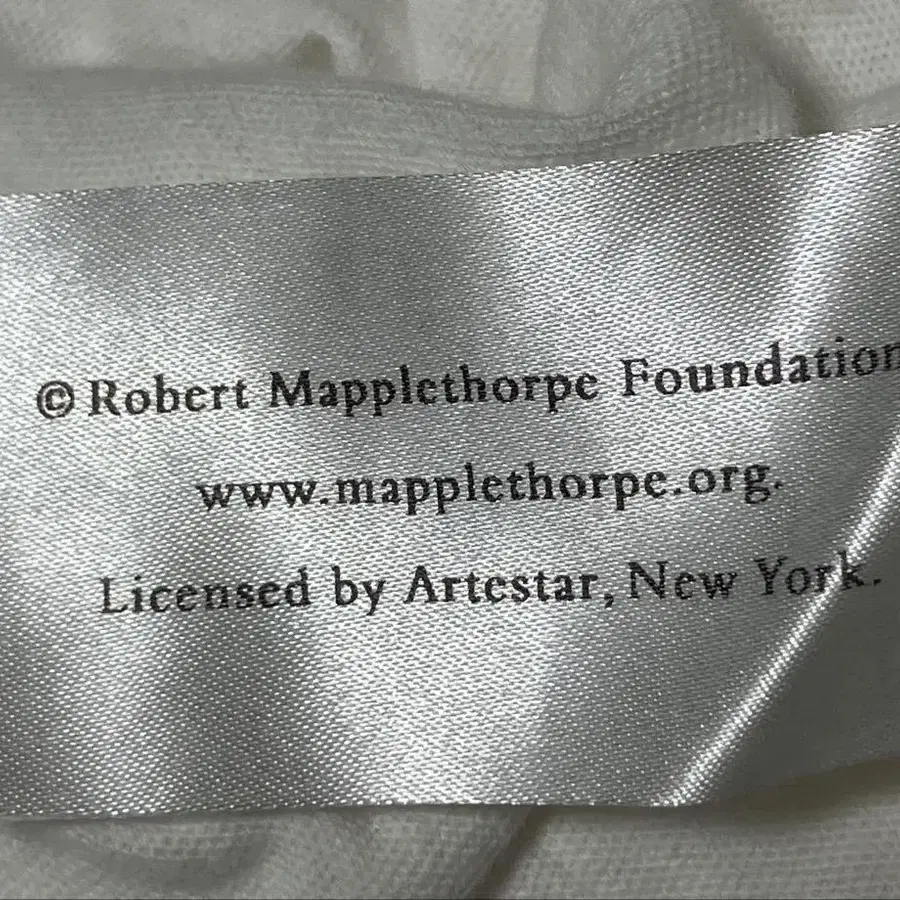 © Robert Mapplethorpe Foundation
www.mapplethorpe.org.
Licensed by Artestar, New York.